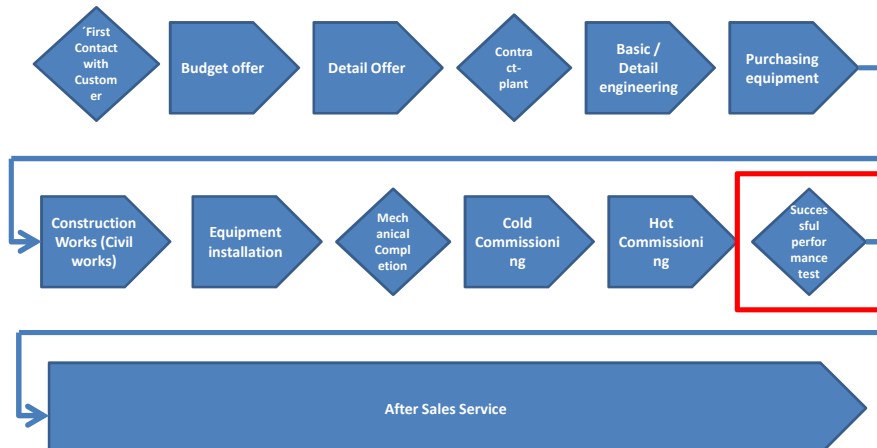 ´First
Contact
with
Custom
er
Budget offer
Detail Offer
Contra
ct-
plant
Basic /
Detail
engineering
Purchasing
equipment
Construction
Works (Civil
works)
Equipment
installation
Mech
anical
Compl
etion
Cold
Commissioni
ng
Hot
Commissioni
ng
Succes
sful
perfor
mance
test
After Sales Service